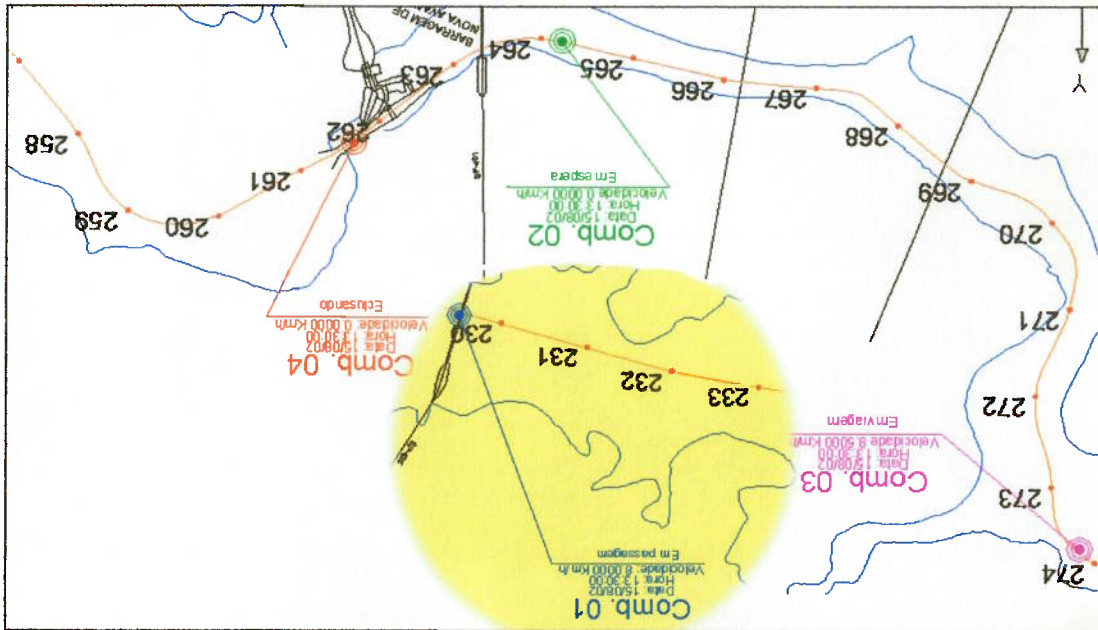 BARRAGEM DE
NOVA
258
259
260
261
262
263
264
265
266
267
268
269
270
271
272
273
274
230
231
232
233
Comb. 01
Data: 15/08/02
Hora: 13:30:00
Velocidade: 8.0000 Km/h
Em passagem
Comb. 02
Data: 15/08/02
Hora: 13:30:00
Velocidade 0.0000 Km/h
Em espera
Comb. 03
Data: 15/08/02
Hora: 13:30:00
Velocidade 8.5000 Km/h
Em viagem
Comb. 04
Data: 15/08/02
Hora: 13:30:00
Velocidade: 0.0000 Km/h
Eclusando
Y